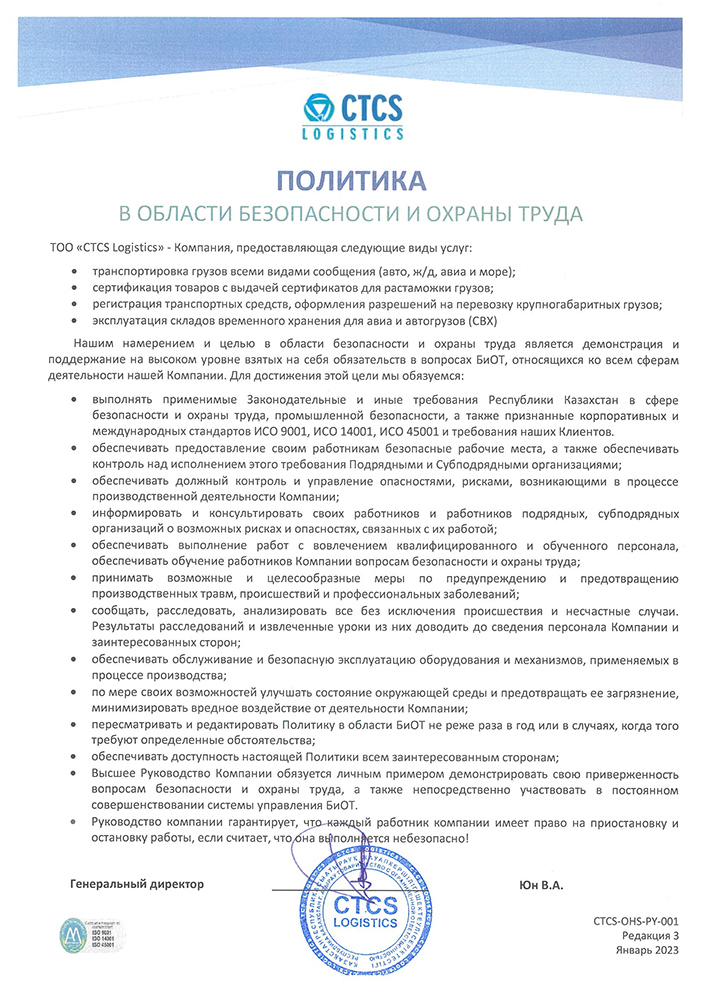 CTCS
LOGISTICS
ПОЛИТИКА
В ОБЛАСТИ БЕЗОПАСНОСТИ И ОХРАНЫ ТРУДА
ТОО «CTCS Logistics» - Компания, предоставляющая следующие виды услуг:
• транспортировка грузов всеми видами сообщения (авто, ж/д, авиа и море);
• сертификация товаров с выдачей сертификатов для растаможки грузов;
• регистрация транспортных средств, оформления разрешений на перевозку крупногабаритных грузов;
• эксплуатация складов временного хранения для авиа и автогрузов (СВХ)
Нашим намерением и целью в области безопасности и охраны труда является демонстрация и
поддержание на высоком уровне взятых на себя обязательств в вопросах БиОТ, относящихся ко всем сферам
деятельности нашей Компании. Для достижения этой цели мы обязуемся:
• выполнять применимые Законодательные и иные требования Республики Казахстан в сфере
безопасности и охраны труда, промышленной безопасности, а также признанные корпоративных и
международных стандартов ИСО 9001, ИСО 14001, ИСО 45001 и требования наших Клиентов.
• обеспечивать предоставление своим работникам безопасные рабочие места, а также обеспечивать
контроль над исполнением этого требования Подрядными и Субподрядными организациями;
• обеспечивать должный контроль и управление опасностями, рисками, возникающими в процессе
производственной деятельности Компании;
• информировать и консультировать своих работников и работников подрядных, субподрядных
организаций о возможных рисках и опасностях, связанных с их работой;
• обеспечивать выполнение работ с вовлечением квалифицированного и обученного персонала,
обеспечивать обучение работников Компании вопросам безопасности и охраны труда;
• принимать возможные и целесообразные меры по предупреждению и предотвращению
производственных травм, происшествий и профессиональных заболеваний;
• сообщать, расследовать, анализировать все без исключения происшествия и несчастные случаи.
Результаты расследований и извлеченные уроки из них доводить до сведения персонала Компании и
заинтересованных сторон;
• обеспечивать обслуживание и безопасную эксплуатацию оборудования и механизмов, применяемых в
процессе производства;
• по мере своих возможностей улучшать состояние окружающей среды и предотвращать ее загрязнение,
минимизировать вредное воздействие от деятельности Компании;
• пересматривать и редактировать Политику в области БиОТ не реже раза в год или в случаях, когда того
требуют определенные обстоятельства;
• обеспечивать доступность настоящей Политики всем заинтересованным сторонам;
• Высшее Руководство Компании обязуется личным примером демонстрировать свою приверженность
вопросам безопасности и охраны труда, а также непосредственно участвовать в постоянном
совершенствовании системы управления БиОТ.
• Руководство компании гарантирует, что каждый работник компании имеет право на приостановку и
остановку работы, если считает, что она выполняется небезопасно!
Генеральный директор
Юн В.А.
CTCS
LOGISTICS
ISO 9001
ISO 14001
ISO 45001
CTCS-OHS-PY-001
Редакция 3
Январь 2023